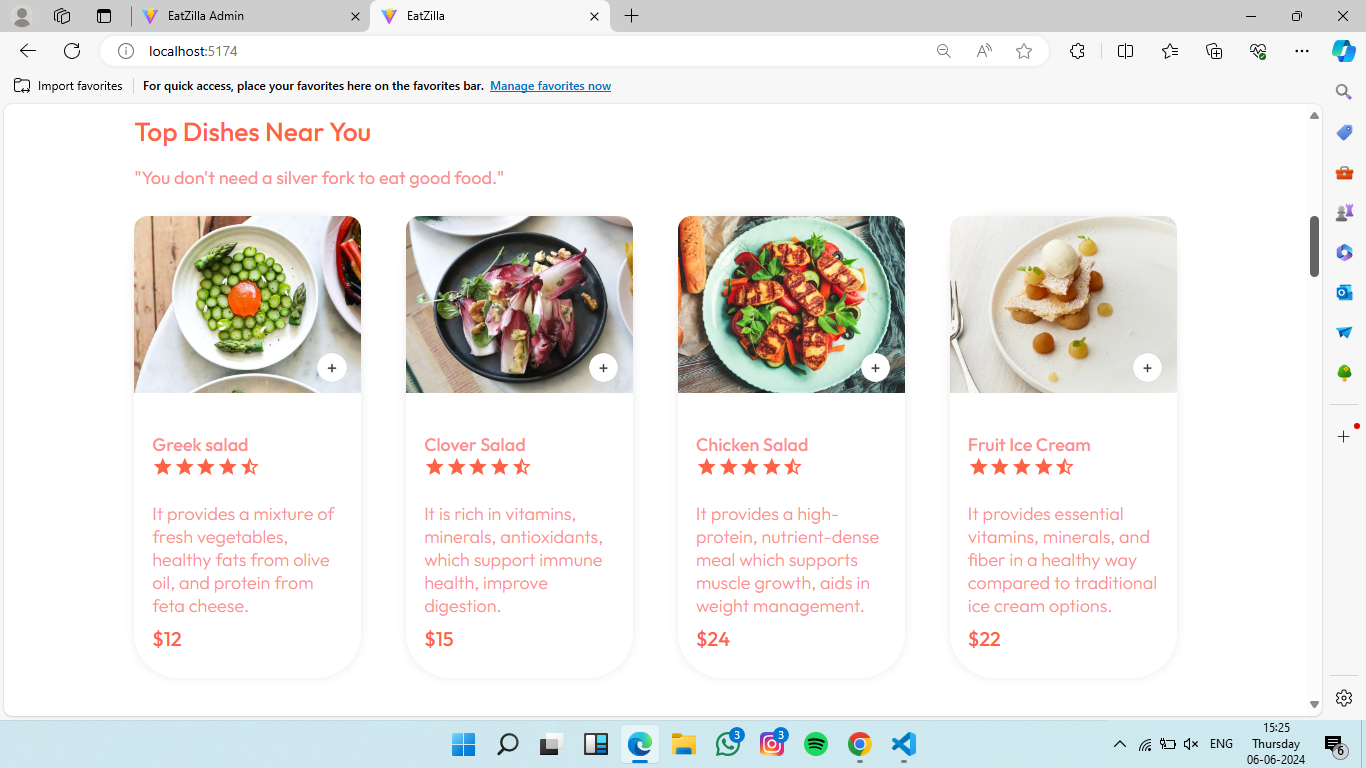 EatZilla Admin
EatZilla
localhost:5174
Import favorites
For quick access, place your favorites here on the favorites bar. Manage favorites now
Top Dishes Near You
"You don't need a silver fork to eat good food."
Greek salad
It provides a mixture of
fresh vegetables,
healthy fats from olive
oil, and protein from
feta cheese.
$12
Clover Salad
It is rich in vitamins,
minerals, antioxidants,
which support immune
health, improve
digestion.
$15
Chicken Salad
It provides a high-
protein, nutrient-dense
meal which supports
muscle growth, aids in
weight management.
$24
Fruit Ice Cream
It provides essential
vitamins, minerals, and
fiber in a healthy way
compared to traditional
ice cream options.
$22
3
3
ENG
15:25
Thursday
06-06-2024
6